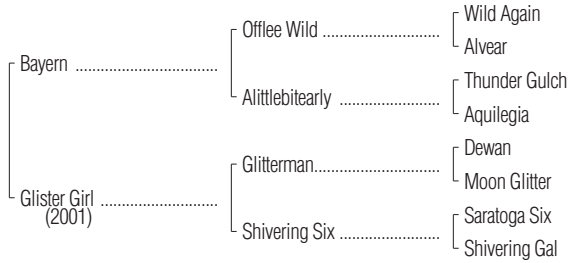 Wild Again
Offlee Wild ..............................
Alvear
Bayern ....................................
Thunder Gulch
Alittlebitearly .........................
Aquilegia
Dewan
Glitterman................................
Moon Glitter
Glister Girl ..............................
(2001)
Saratoga Six
Shivering Six .........................
Shivering Gal